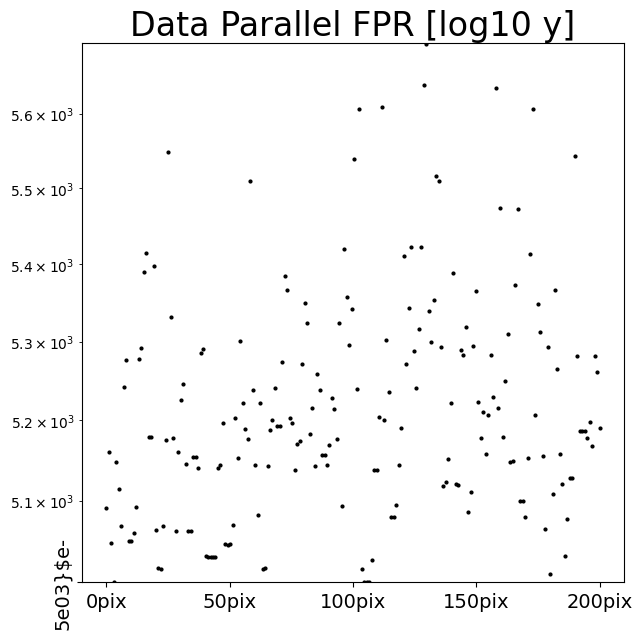 Data Parallel FPR [log10 y]
5.6 × 10³
5.5 × 10³
5.4 × 10³
5.3 × 10³
5.2 × 10³
5.1 × 10³
5e03}$e-
0pix 50pix 100pix 150pix 200pix